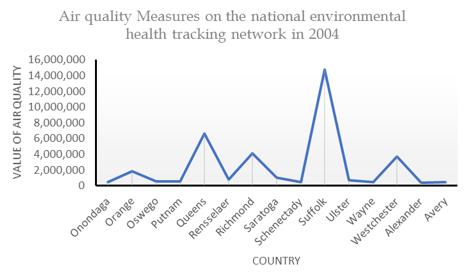 Air quality Measures on the national environmental
health tracking network in 2004
VALUE OF AIR QUALITY
16,000,000
14,000,000
12,000,000
10,000,000
8,000,000
6,000,000
4,000,000
2,000,000
0
Onondaga
Orange
Oswego
Putnam
Queens
Rensselaer
Richmond
Saratoga
Schenectady
Suffolk
Ulster
Wayne
Westchester
Alexander
Avery
COUNTRY